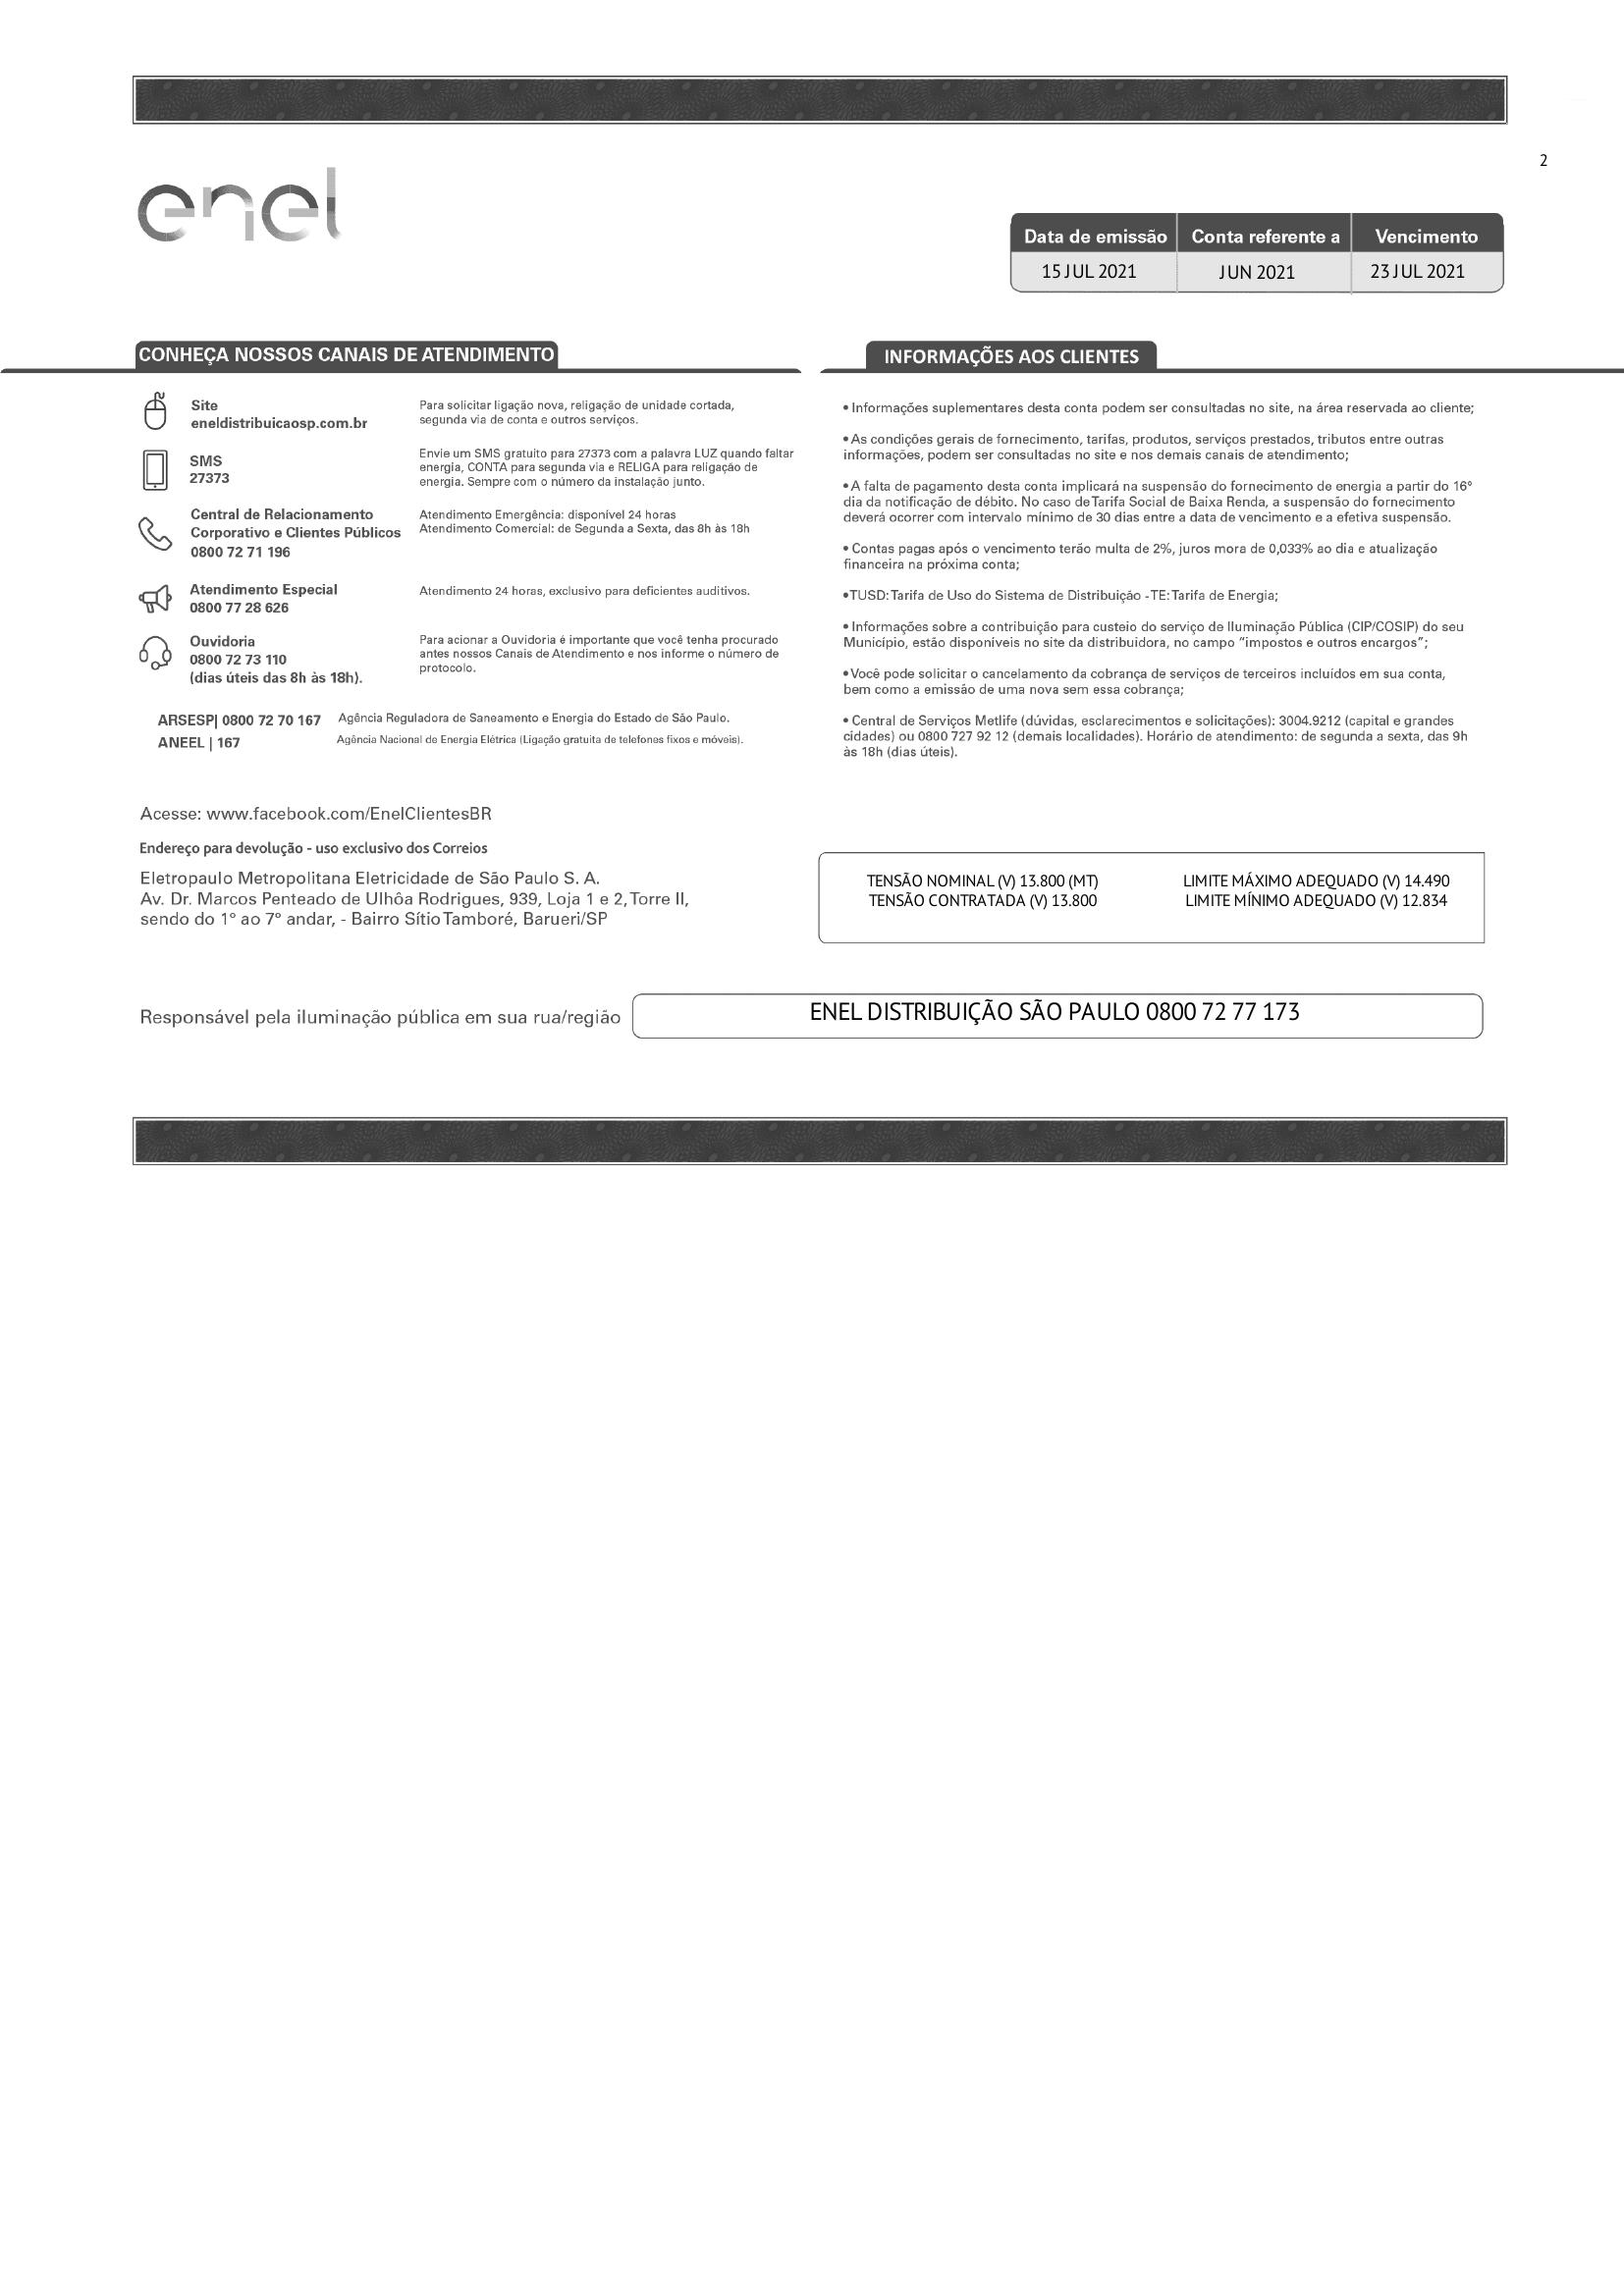 2
enel
Data de emissão Conta referente a Vencimento
15 JUL 2021 JUN 2021 23 JUL 2021
CONHEÇA NOSSOS CANAIS DE ATENDIMENTO
Site
eneldistribuicaosp.com.br
Para solicitar ligação nova, religação de unidade cortada,
segunda via de conta e outros serviços.
SMS
27373
Envie um SMS gratuito para 27373 com a palavra LUZ quando faltar
energia, CONTA para segunda via e RELIGA para religação de
energia. Sempre com o número da instalação junto.
Central de Relacionamento
Corporativo e Clientes Públicos
0800 72 71 196
Atendimento Emergência: disponível 24 horas
Atendimento Comercial: de Segunda a Sexta, das 8h às 18h
Atendimento Especial
0800 77 28 626
Atendimento 24 horas, exclusivo para deficientes auditivos.
Ouvidoria
0800 72 73 110
(dias úteis das 8h às 18h).
Para acionar a Ouvidoria é importante que você tenha procurado
antes nossos Canais de Atendimento e nos informe o número de
protocolo.
ARSESP| 0800 72 70 167 Agência Reguladora de Saneamento e Energia do Estado de São Paulo.
ANEEL | 167 Agência Nacional de Energia Elétrica (Ligação gratuita de telefones fixos e móveis).
INFORMAÇÕES AOS CLIENTES
• Informações suplementares desta conta podem ser consultadas no site, na área reservada ao cliente;
• As condições gerais de fornecimento, tarifas, produtos, serviços prestados, tributos entre outras
informações, podem ser consultadas no site e nos demais canais de atendimento;
• A falta de pagamento desta conta implicará na suspensão do fornecimento de energia a partir do 16º
dia da notificação de débito. No caso de Tarifa Social de Baixa Renda, a suspensão do fornecimento
deverá ocorrer com intervalo mínimo de 30 dias entre a data de vencimento e a efetiva suspensão.
• Contas pagas após o vencimento terão multa de 2%, juros mora de 0,033% ao dia e atualização
financeira na próxima conta;
• TUSD: Tarifa de Uso do Sistema de Distribuição - TE: Tarifa de Energia;
• Informações sobre a contribuição para custeio do serviço de Iluminação Pública (CIP/COSIP) do seu
Município, estão disponíveis no site da distribuidora, no campo “impostos e outros encargos”;
• Você pode solicitar o cancelamento da cobrança de serviços de terceiros incluídos em sua conta,
bem como a emissão de uma nova sem essa cobrança;
• Central de Serviços Metlife (dúvidas, esclarecimentos e solicitações): 3004.9212 (capital e grandes
cidades) ou 0800 727 92 12 (demais localidades). Horário de atendimento: de segunda a sexta, das 9h
às 18h (dias úteis).
Acesse: www.facebook.com/EnelClientesBR
Endereço para devolução - uso exclusivo dos Correios
Eletropaulo Metropolitana Eletricidade de São Paulo S. A.
Av. Dr. Marcos Penteado de Ulhôa Rodrigues, 939, Loja 1 e 2, Torre II,
sendo do 1º ao 7º andar, - Bairro Sítio Tamboré, Barueri/SP
TENSÃO NOMINAL (V) 13.800 (MT) LIMITE MÁXIMO ADEQUADO (V) 14.490
TENSÃO CONTRATADA (V) 13.800 LIMITE MÍNIMO ADEQUADO (V) 12.834
Responsável pela iluminação pública em sua rua/região ENEL DISTRIBUIÇÃO SÃO PAULO 0800 72 77 173